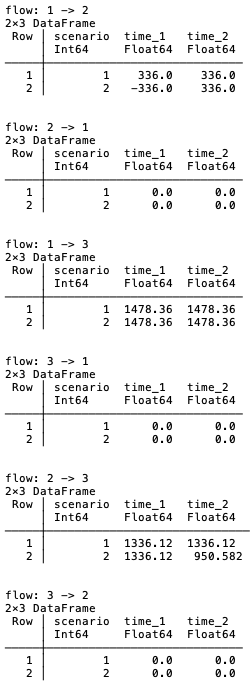 flow: 1 -> 2
2×3 DataFrame
Row │ scenario  time_1   time_2
    │ Int64     Float64  Float64
1 │ 1  336.0  336.0
2 │ 2  -336.0  336.0
flow: 2 -> 1
2×3 DataFrame
Row │ scenario  time_1   time_2
    │ Int64     Float64  Float64
1 │ 1  0.0  0.0
2 │ 2  0.0  0.0
flow: 1 -> 3
2×3 DataFrame
Row │ scenario  time_1   time_2
    │ Int64     Float64  Float64
1 │ 1  1478.36  1478.36
2 │ 2  1478.36  1478.36
flow: 3 -> 1
2×3 DataFrame
Row │ scenario  time_1   time_2
    │ Int64     Float64  Float64
1 │ 1  0.0  0.0
2 │ 2  0.0  0.0
flow: 2 -> 3
2×3 DataFrame
Row │ scenario  time_1   time_2
    │ Int64     Float64  Float64
1 │ 1  1336.12  1336.12
2 │ 2  1336.12  950.582
flow: 3 -> 2
2×3 DataFrame
Row │ scenario  time_1   time_2
    │ Int64     Float64  Float64
1 │ 1  0.0  0.0
2 │ 2  0.0  0.0